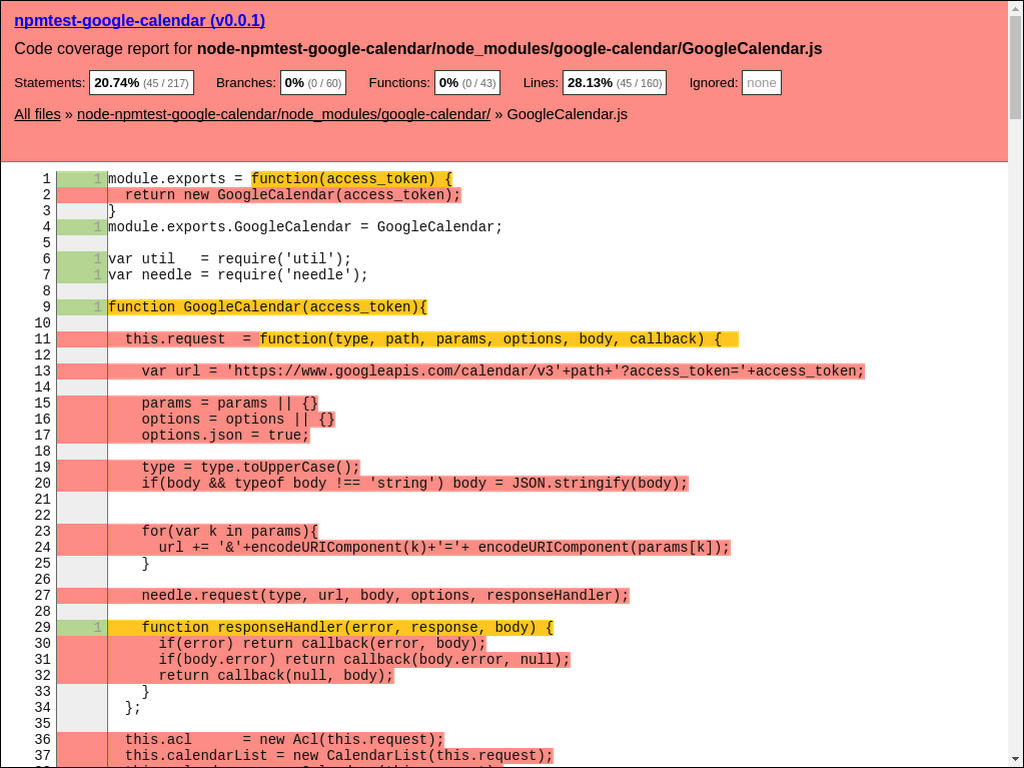 npmtest-google-calendar (v0.0.1)
Code coverage report for node-npmtest-google-calendar/node_modules/google-calendar/GoogleCalendar.js
Statements: 20.74% (45 / 217) Branches: 0% (0 / 60) Functions: 0% (0 / 43) Lines: 28.13% (45 / 160) Ignored: none
All files » node-npmtest-google-calendar/node_modules/google-calendar/ » GoogleCalendar.js
1 1 module.exports = function(access_token) {
2   return new GoogleCalendar(access_token);
3 }
4 1 module.exports.GoogleCalendar = GoogleCalendar;
5
6 1 var util   = require('util');
7 1 var needle = require('needle');
8
9 1 function GoogleCalendar(access_token){
10
11   this.request  = function(type, path, params, options, body, callback) {
12
13     var url = 'https://www.googleapis.com/calendar/v3'+path+'?access_token='+access_token;
14
15     params = params || {}
16     options = options || {}
17     options.json = true;
18
19     type = type.toUpperCase();
20     if(body && typeof body !== 'string') body = JSON.stringify(body);
21
22
23     for(var k in params){
24       url += '&'+encodeURIComponent(k)+'='+ encodeURIComponent(params[k]);
25     }
26
27     needle.request(type, url, body, options, responseHandler);
28
29 1     function responseHandler(error, response, body) {
30       if(error) return callback(error, body);
31       if(body.error) return callback(body.error, null);
32       return callback(null, body);
33     }
34   };
35
36   this.acl      = new Acl(this.request);
37   this.calendarList = new CalendarList(this.request);